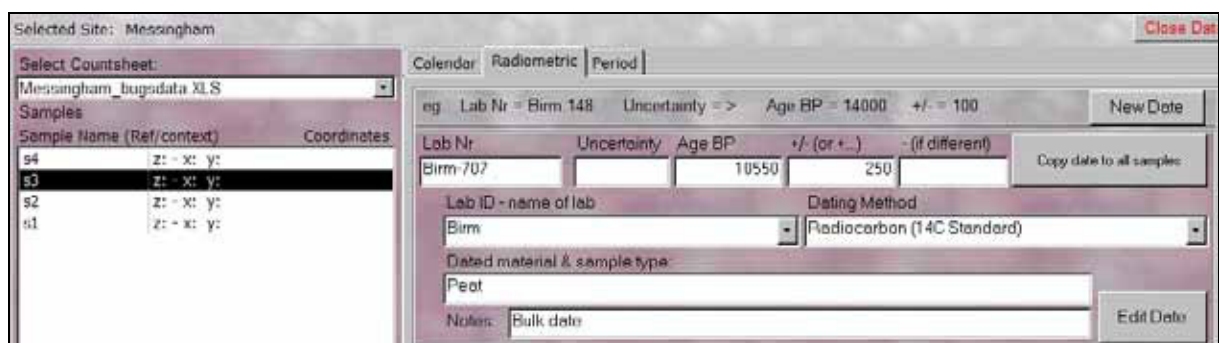 Selected Site: Messingham
Close Dat
Select Countsheet:
Messingham_bugsdata.XLS
Samples
Sample Name (Ref/context) Coordinates
s4 z: - x: y:
s3 z: - x: y:
s2 z: - x: y:
s1 z: - x: y:
Calendar Radiometric Period
eg. Lab Nr = Birm 148 Uncertainty = > Age BP = 14000 +/- = 100 New Date
Lab Nr Uncertainty Age BP +/- (or +...) - (if different) Copy date to all samples
Birm-707 10550 250
Lab ID - name of lab Dating Method
Birm Radiocarbon (14C Standard)
Dated material & sample type:
Peat
Notes: Bulk date Edit Date